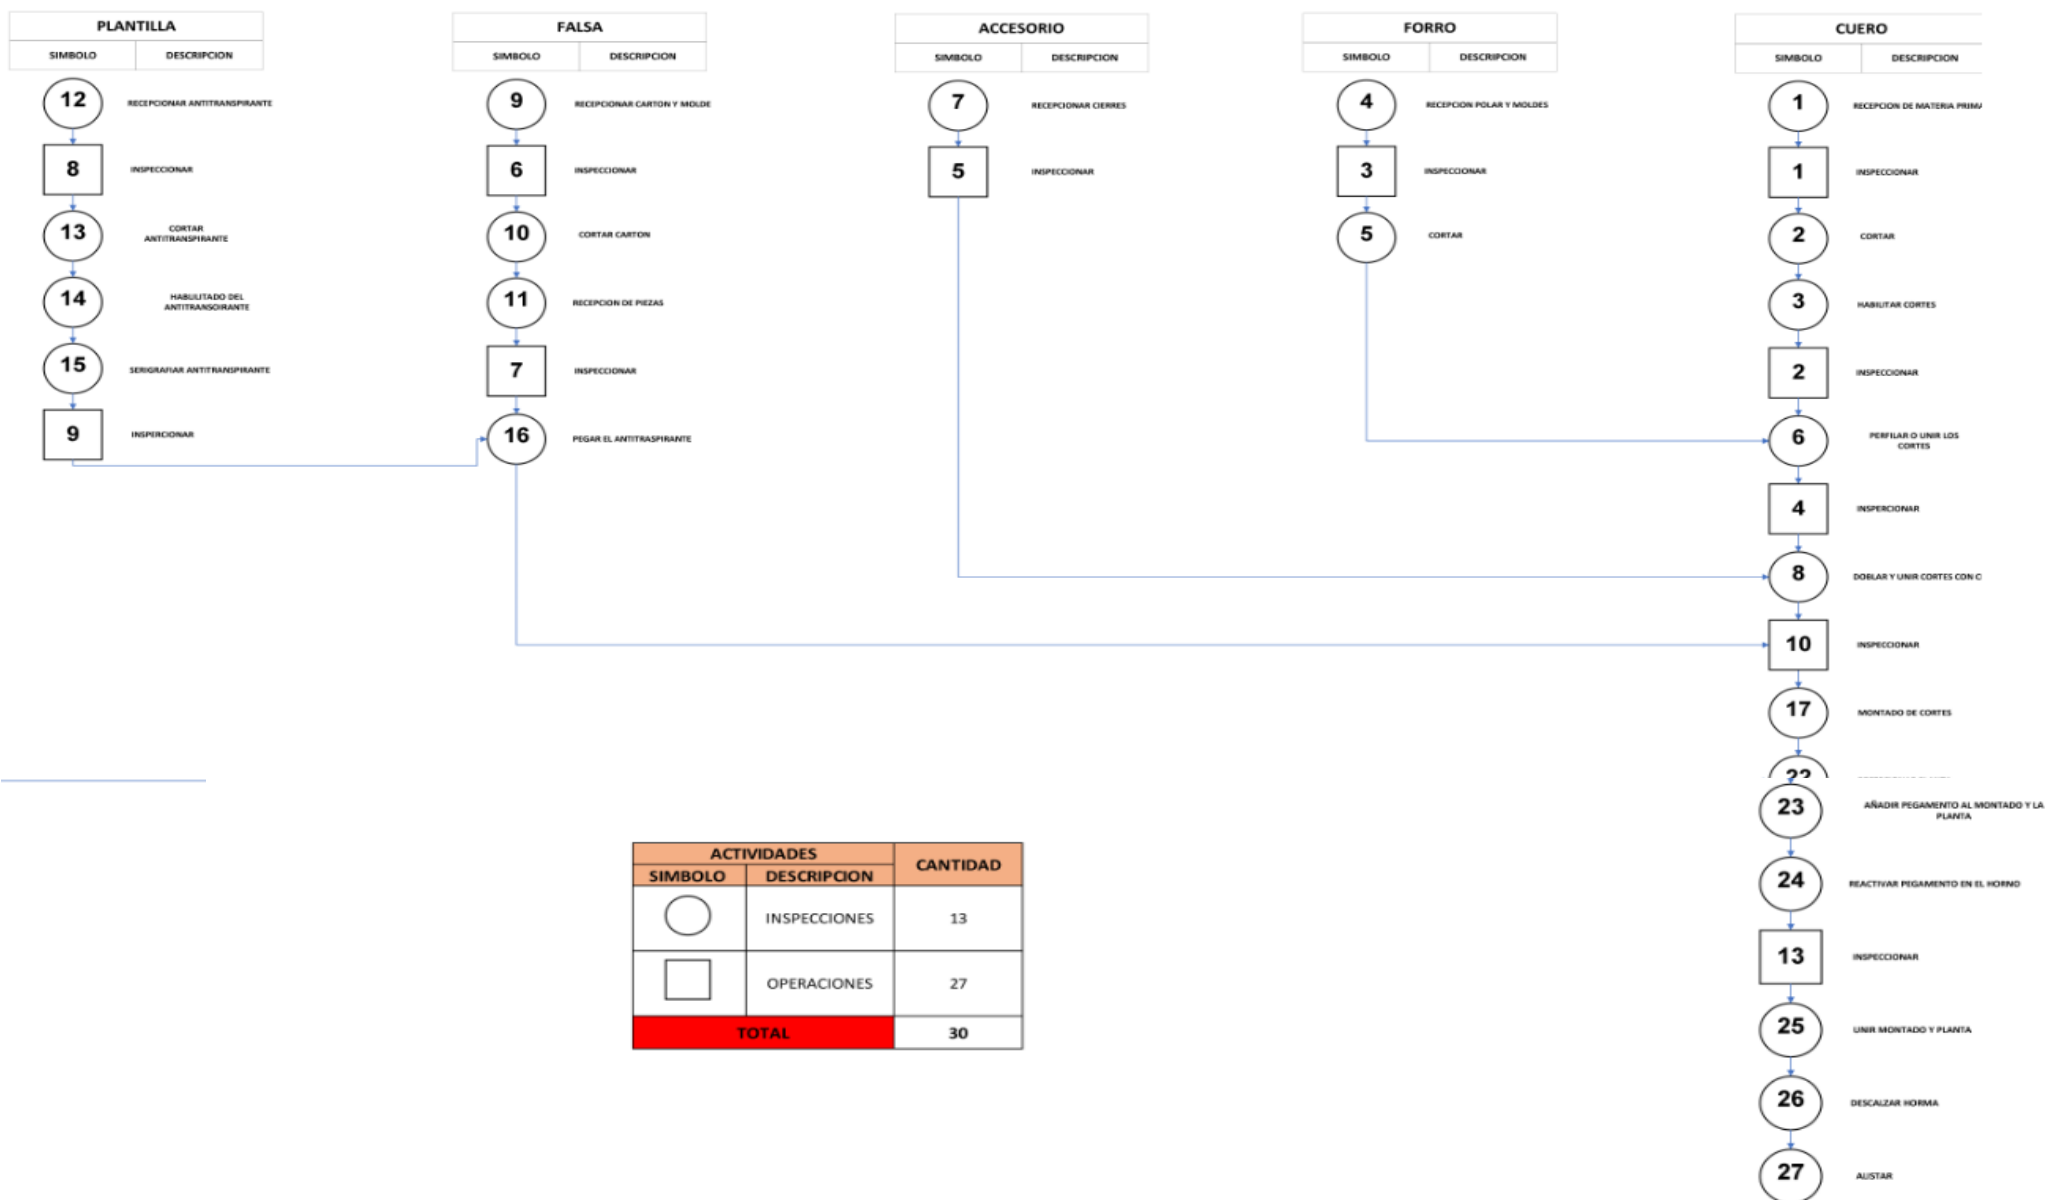 PLANTILLA
SIMBOLO DESCRIPCION
12 RECEPCIONAR ANTITRANSPIRANTE
8 INSPECCIONAR
13 CORTAR
ANTITRANSPIRANTE
14 HABLILITADO DEL
ANTITRANSOIRANTE
15 SERIGRAFIAR ANTITRANSPIRANTE
9 INSPERCIONAR
FALSA
SIMBOLO DESCRIPCION
9 RECEPCIONAR CARTON Y MOLDE
6 INSPECCIONAR
10 CORTAR CARTON
11 RECEPCION DE PIEZAS
7 INSPECCIONAR
16 PEGAR EL ANTITRASPIRANTE
ACCESORIO
SIMBOLO DESCRIPCION
7 RECEPCIONAR CIERRES
5 INSPECCIONAR
FORRO
SIMBOLO DESCRIPCION
4 RECEPCION POLAR Y MOLDES
3 INSPECCIONAR
5 CORTAR
CUERO
SIMBOLO DESCRIPCION
1 RECEPCION DE MATERIA PRIMA
1 INSPECCIONAR
2 CORTAR
3 HABILITAR CORTES
2 INSPECCIONAR
6 PERFILAR O UNIR LOS
CORTES
4 INSPERCIONAR
8 DOBLAR Y UNIR CORTES CON C
10 INSPECCIONAR
17 MONTADO DE CORTES
22
23 AÑADIR PEGAMENTO AL MONTADO Y LA
PLANTA
24 REACTIVAR PEGAMENTO EN EL HORNO
13 INSPECCIONAR
25 UNIR MONTADO Y PLANTA
26 DESCALZAR HORMA
27 ALISTAR
ACTIVIDADES CANTIDAD
SIMBOLO DESCRIPCION
INSPECCIONES 13
OPERACIONES 27
TOTAL 30